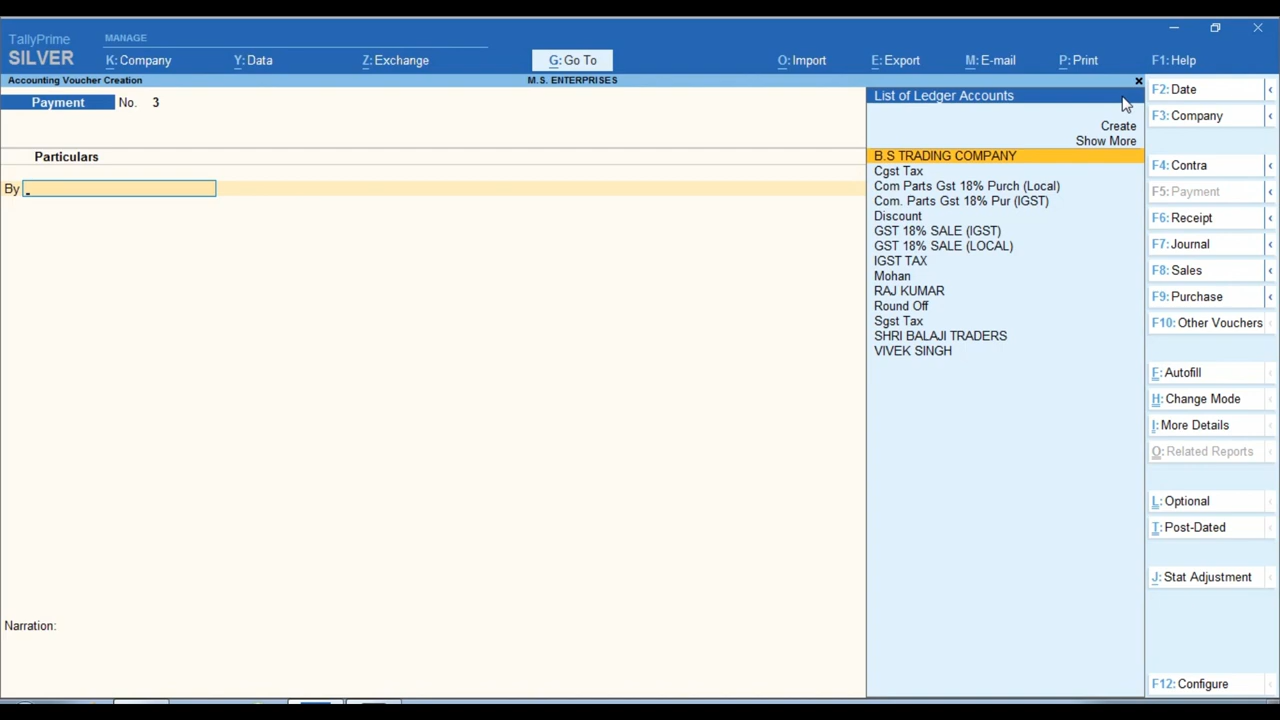 TallyPrime MANAGE
SILVER K: Company Y: Data Z: Exchange G: Go To O: Import E: Export M: E-mail P: Print F1: Help
Accounting Voucher Creation M.S. ENTERPRISES
Payment No. 3
Particulars
By
List of Ledger Accounts
Create
Show More
B.S TRADING COMPANY
Cgst Tax
Com Parts Gst 18% Purch (Local)
Com. Parts Gst 18% Pur (IGST)
Discount
GST 18% SALE (IGST)
GST 18% SALE (LOCAL)
IGST TAX
Mohan
RAJ KUMAR
Round Off
Sgst Tax
SHRI BALAJI TRADERS
VIVEK SINGH
F2: Date
F3: Company
F4: Contra
F5: Payment
F6: Receipt
F7: Journal
F8: Sales
F9: Purchase
F10: Other Vouchers
F: Autofill
H: Change Mode
I: More Details
O: Related Reports
L: Optional
T: Post-Dated
J: Stat Adjustment
Narration:
F12: Configure